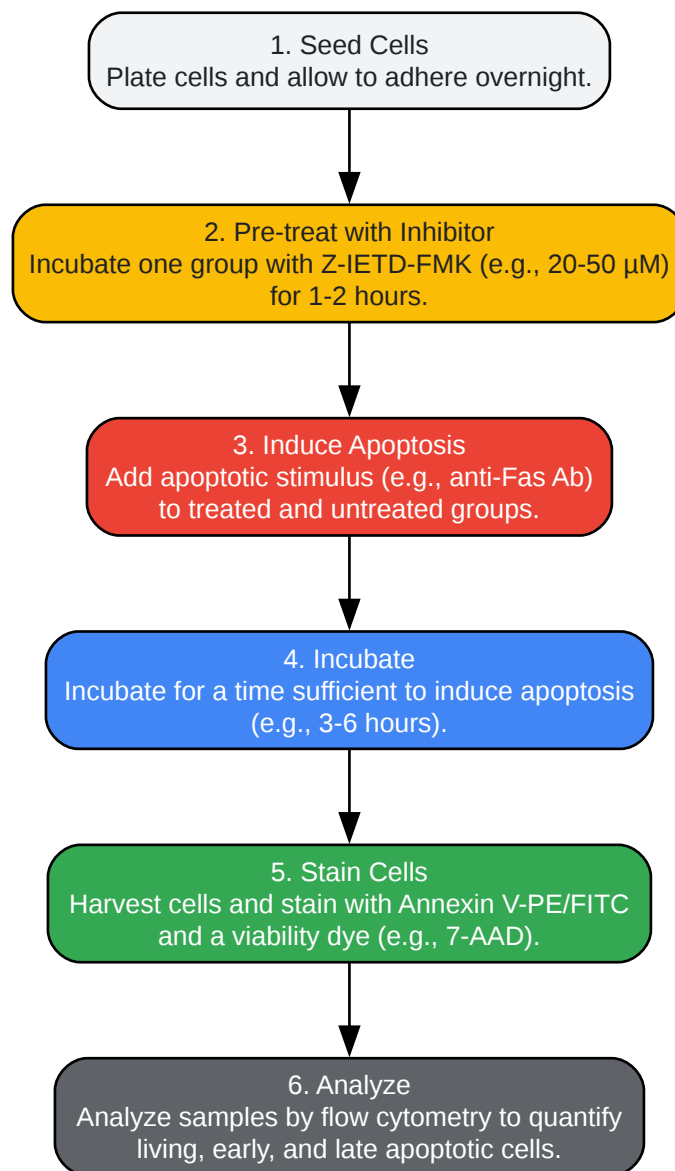 1. Seed Cells
Plate cells and allow to adhere overnight.
2. Pre-treat with Inhibitor
Incubate one group with Z-IETD-FMK (e.g., 20-50 µM)
for 1-2 hours.
3. Induce Apoptosis
Add apoptotic stimulus (e.g., anti-Fas Ab)
to treated and untreated groups.
4. Incubate
Incubate for a time sufficient to induce apoptosis
(e.g., 3-6 hours).
5. Stain Cells
Harvest cells and stain with Annexin V-PE/FITC
and a viability dye (e.g., 7-AAD).
6. Analyze
Analyze samples by flow cytometry to quantify
living, early, and late apoptotic cells.